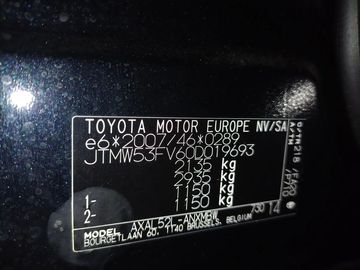 TOYOTA MOTOR EUROPE NV/SA
e6*2007/46*0289
JTMW53FV60D019693
2135 kg
2935 kg
1- 1150 kg
2- 1150 kg
MODEL AXAL52L-ANXMBW
BOURGETLAAN 60, 1140 BRUSSELS, BELGIUM